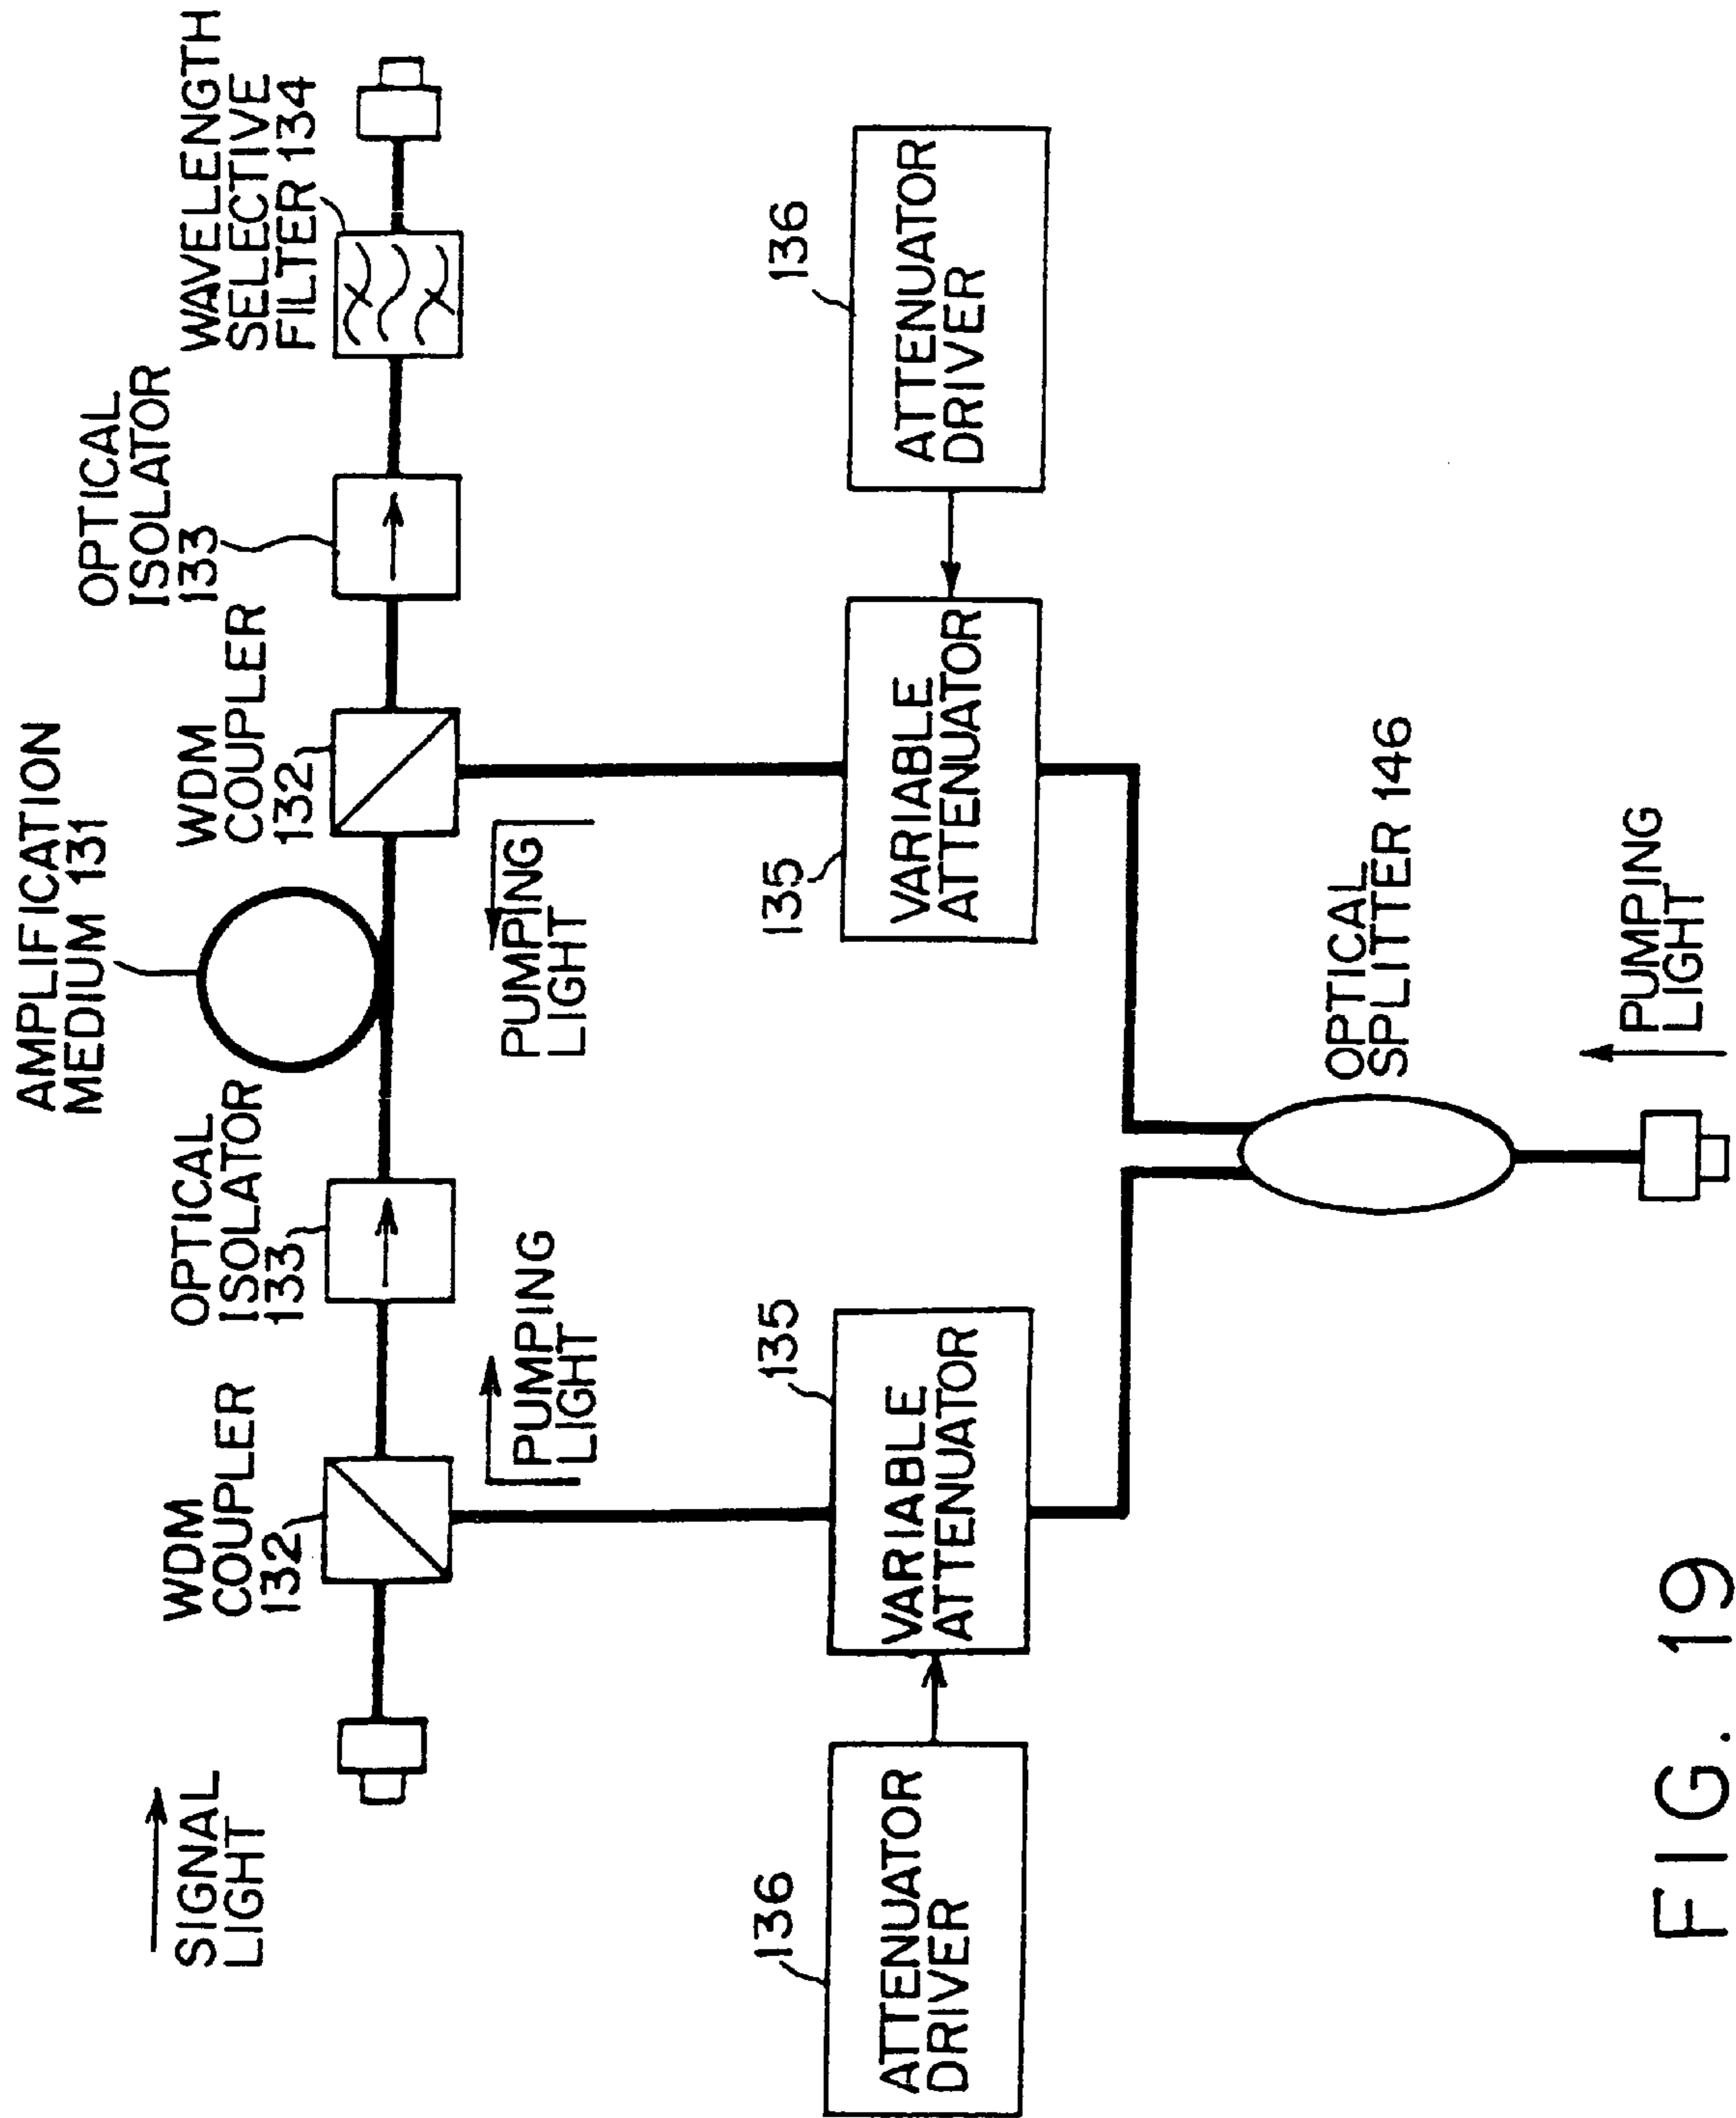 SIGNAL
LIGHT
WDM
COUPLER
132
OPTICAL
ISOLATOR
133
AMPLIFICATION
MEDIUM 131
WDM
COUPLER
132
OPTICAL
ISOLATOR
133
WAVELENGTH
SELECTIVE
FILTER 134
PUMPING
LIGHT
PUMPING
LIGHT
136
ATTENUATOR
DRIVER
135
VARIABLE
ATTENUATOR
135
VARIABLE
ATTENUATOR
136
ATTENUATOR
DRIVER
OPTICAL
SPLITTER 146
PUMPING
LIGHT
FIG. 19